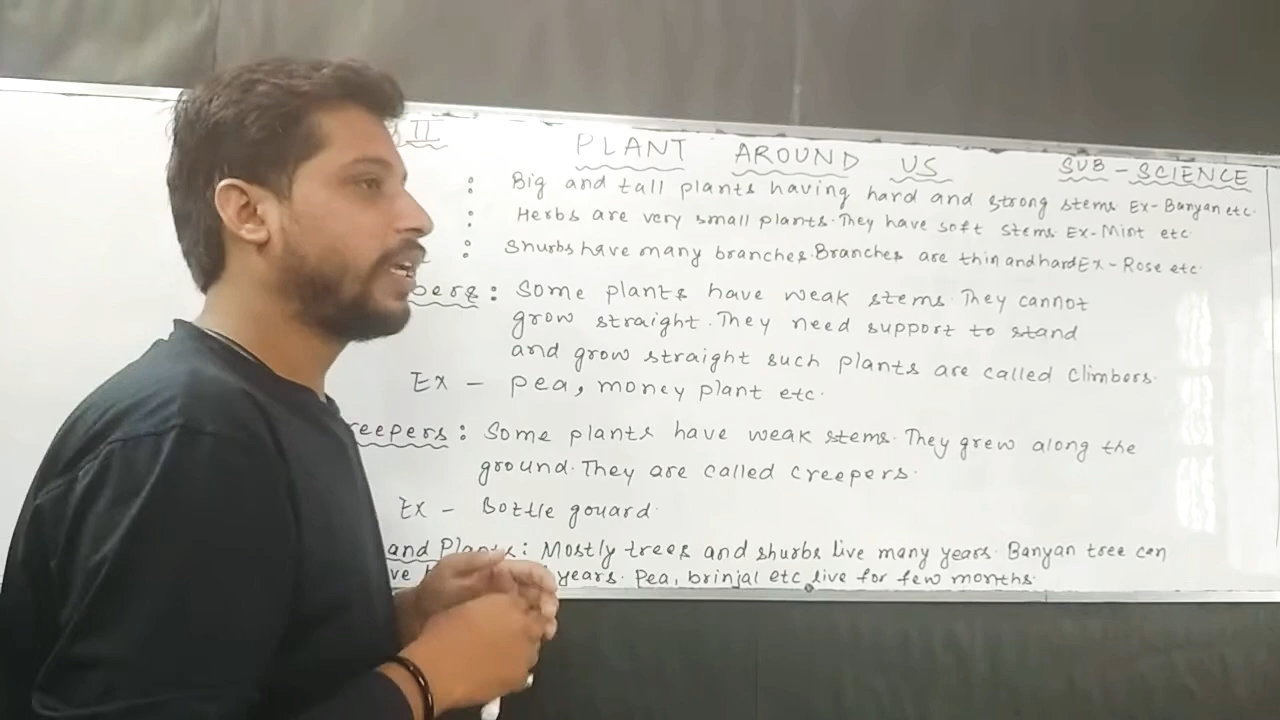 II PLANT AROUND US SUB-SCIENCE
: Big and tall plants having hard and strong stems Ex-Banyan etc.
: Herbs are very small plants. They have soft stems Ex-Mint etc
: Shurbs have many branches. Branches are thin and hard Ex-Rose etc.
bers : Some plants have weak stems. They cannot
grow straight. They need support to stand
and grow straight such plants are called climbers.
Ex - pea, money plant etc.
reepers : Some plants have weak stems. They grew along the
ground. They are called creepers.
Ex - Bottle gouard.
and Plants: Mostly trees and shurbs live many years. Banyan tree can
ve years. Pea, brinjal etc live for few months.